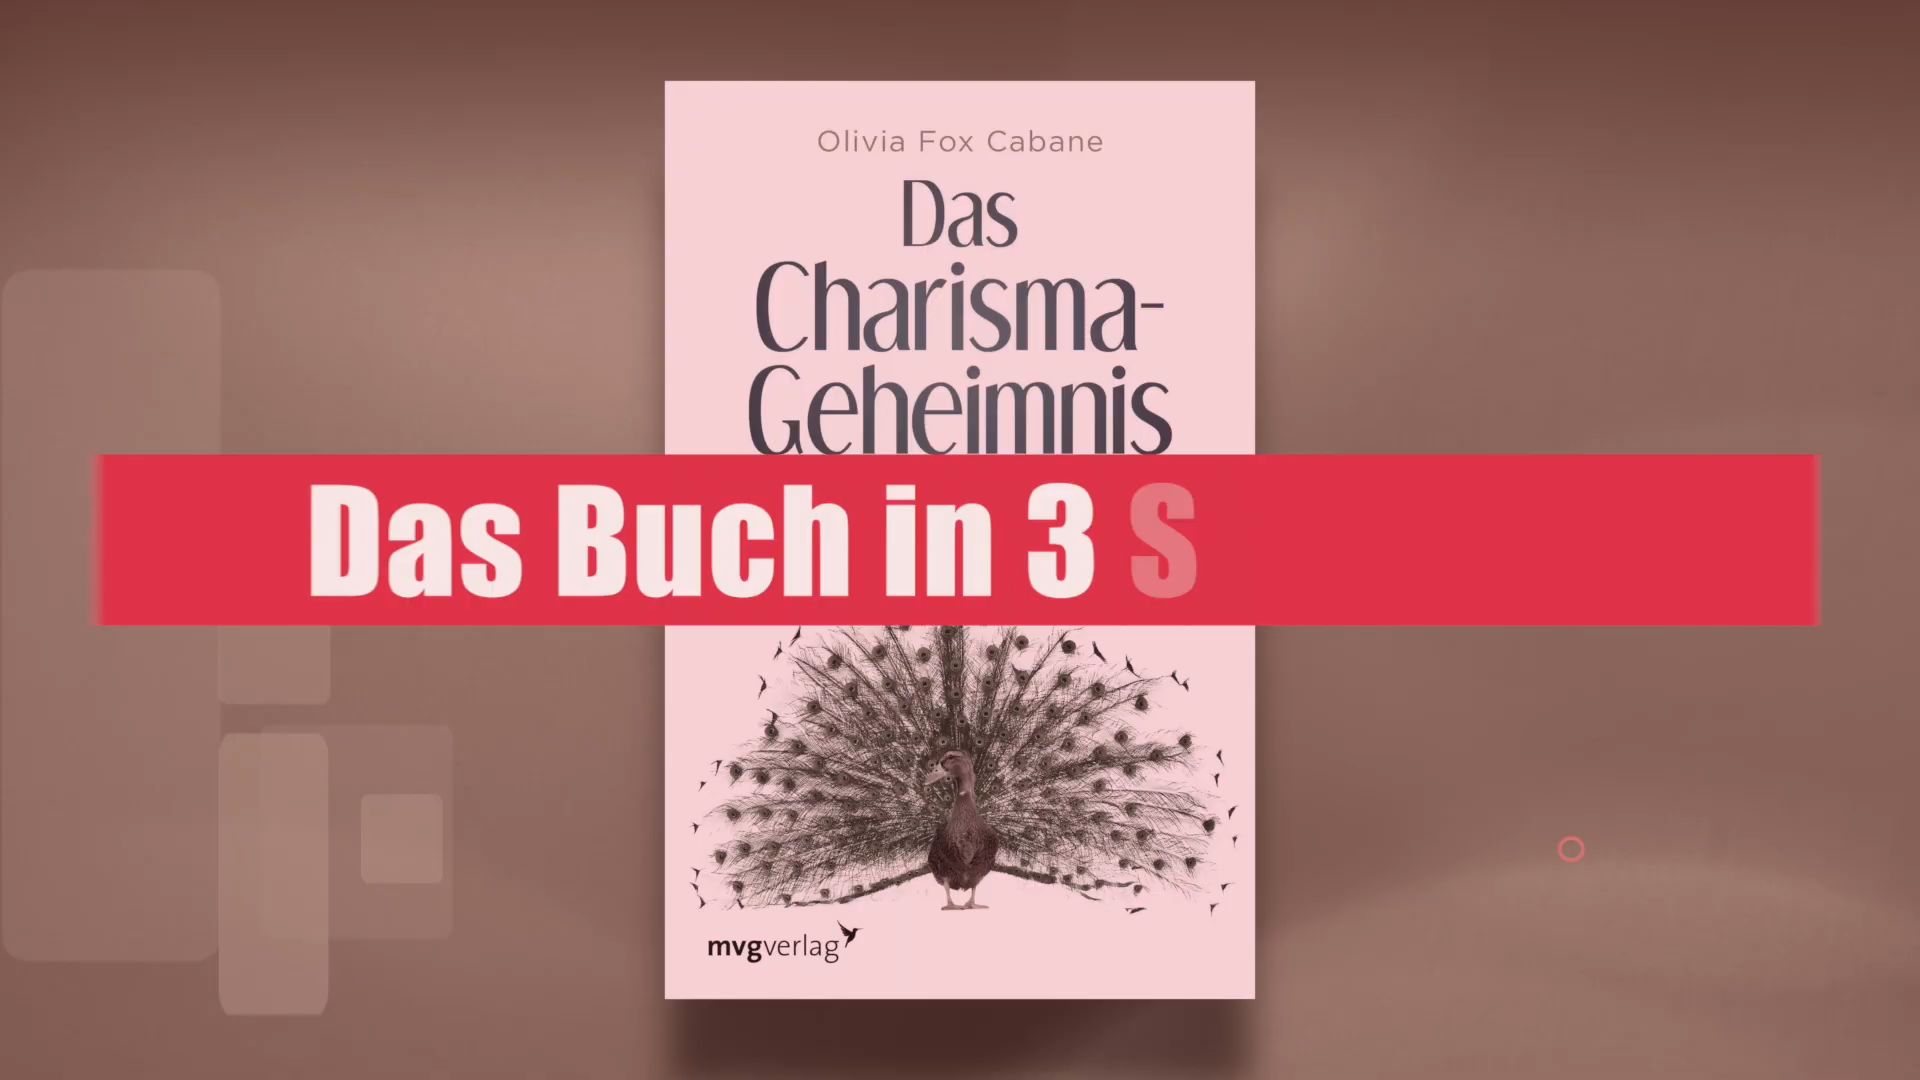 Olivia Fox Cabane
Das
Charisma-
Geheimnis
Das Buch in 3 S
mvgverlag